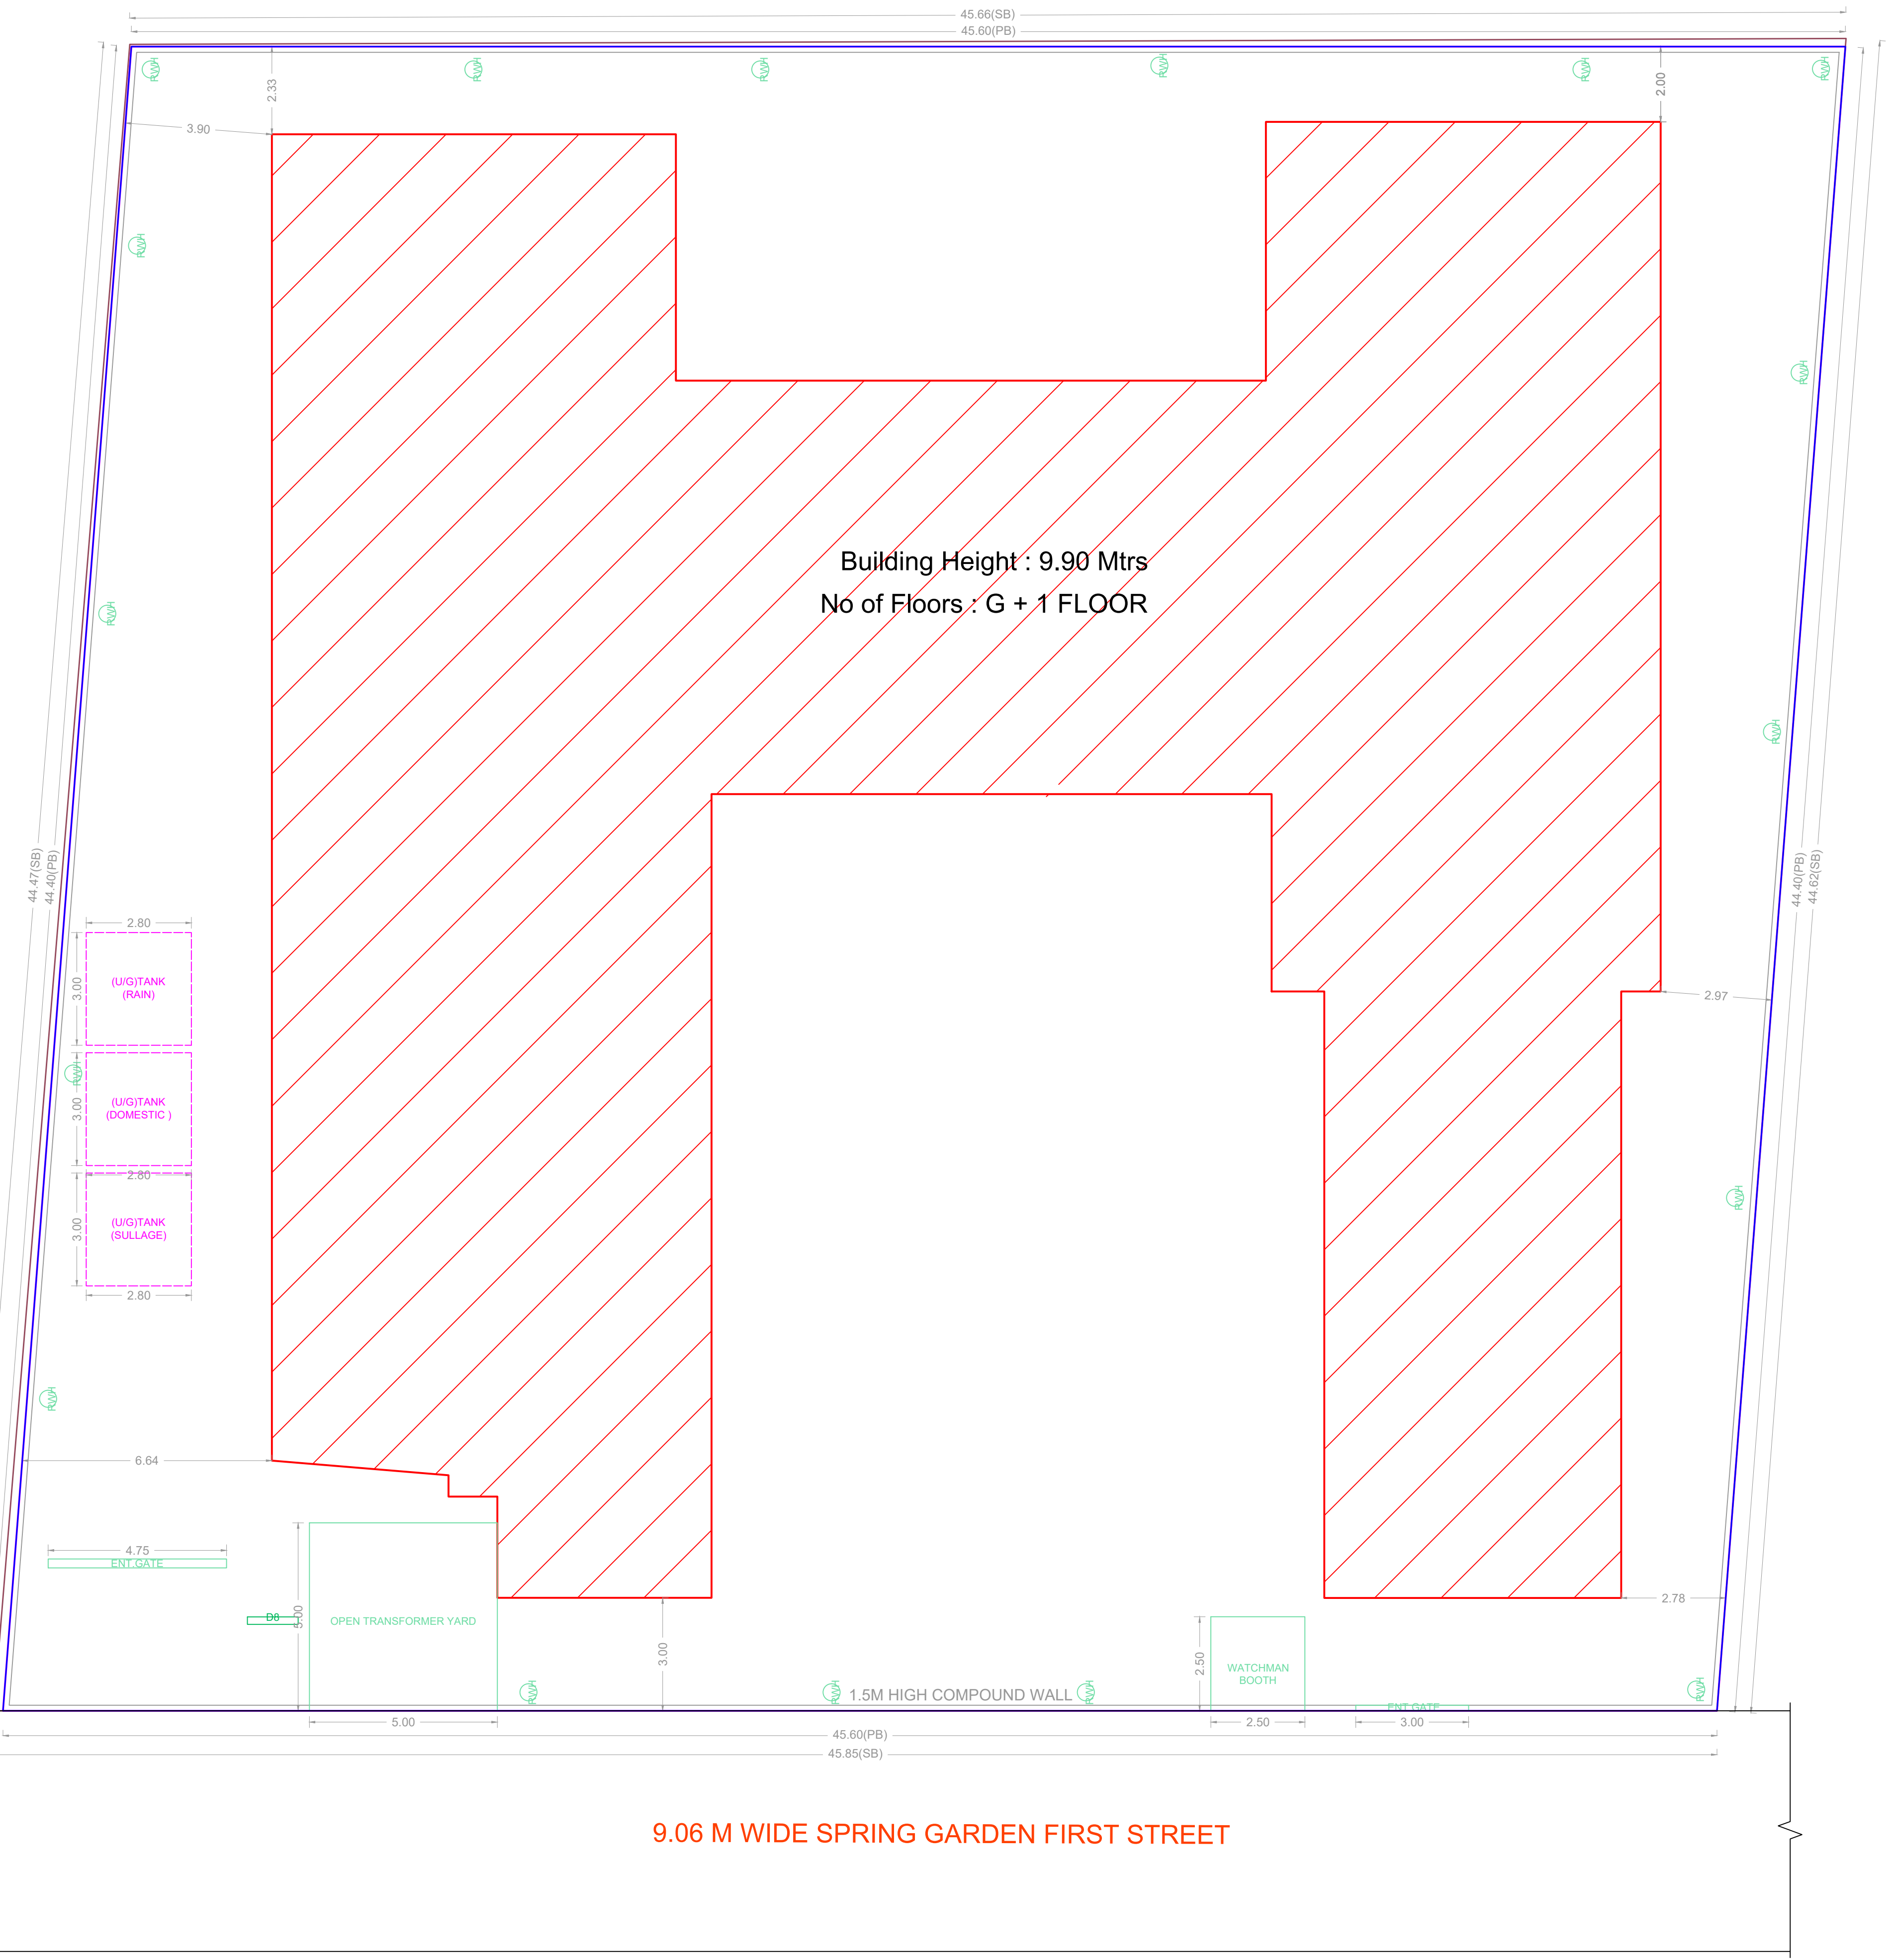 45.66(SB)
45.60(PB)
RWH
RWH
RWH
RWH
RWH
RWH
2.33
2.00
3.90
RWH
RWH
Building Height : 9.90 Mtrs
No of Floors : G + 1 FLOOR
RWH
RWH
44.47(SB)
44.40(PB)
44.40(PB)
44.62(SB)
2.80
3.00
(U/G)TANK
(RAIN)
2.97
RWH
3.00
(U/G)TANK
(DOMESTIC )
2.80
3.00
(U/G)TANK
(SULLAGE)
RWH
2.80
RWH
6.64
4.75
ENT.GATE
D8
5.00
OPEN TRANSFORMER YARD
2.78
3.00
2.50
WATCHMAN
BOOTH
RWH
RWH
1.5M HIGH COMPOUND WALL
RWH
RWH
ENT.GATE
5.00
2.50
3.00
45.60(PB)
45.85(SB)
9.06 M WIDE SPRING GARDEN FIRST STREET